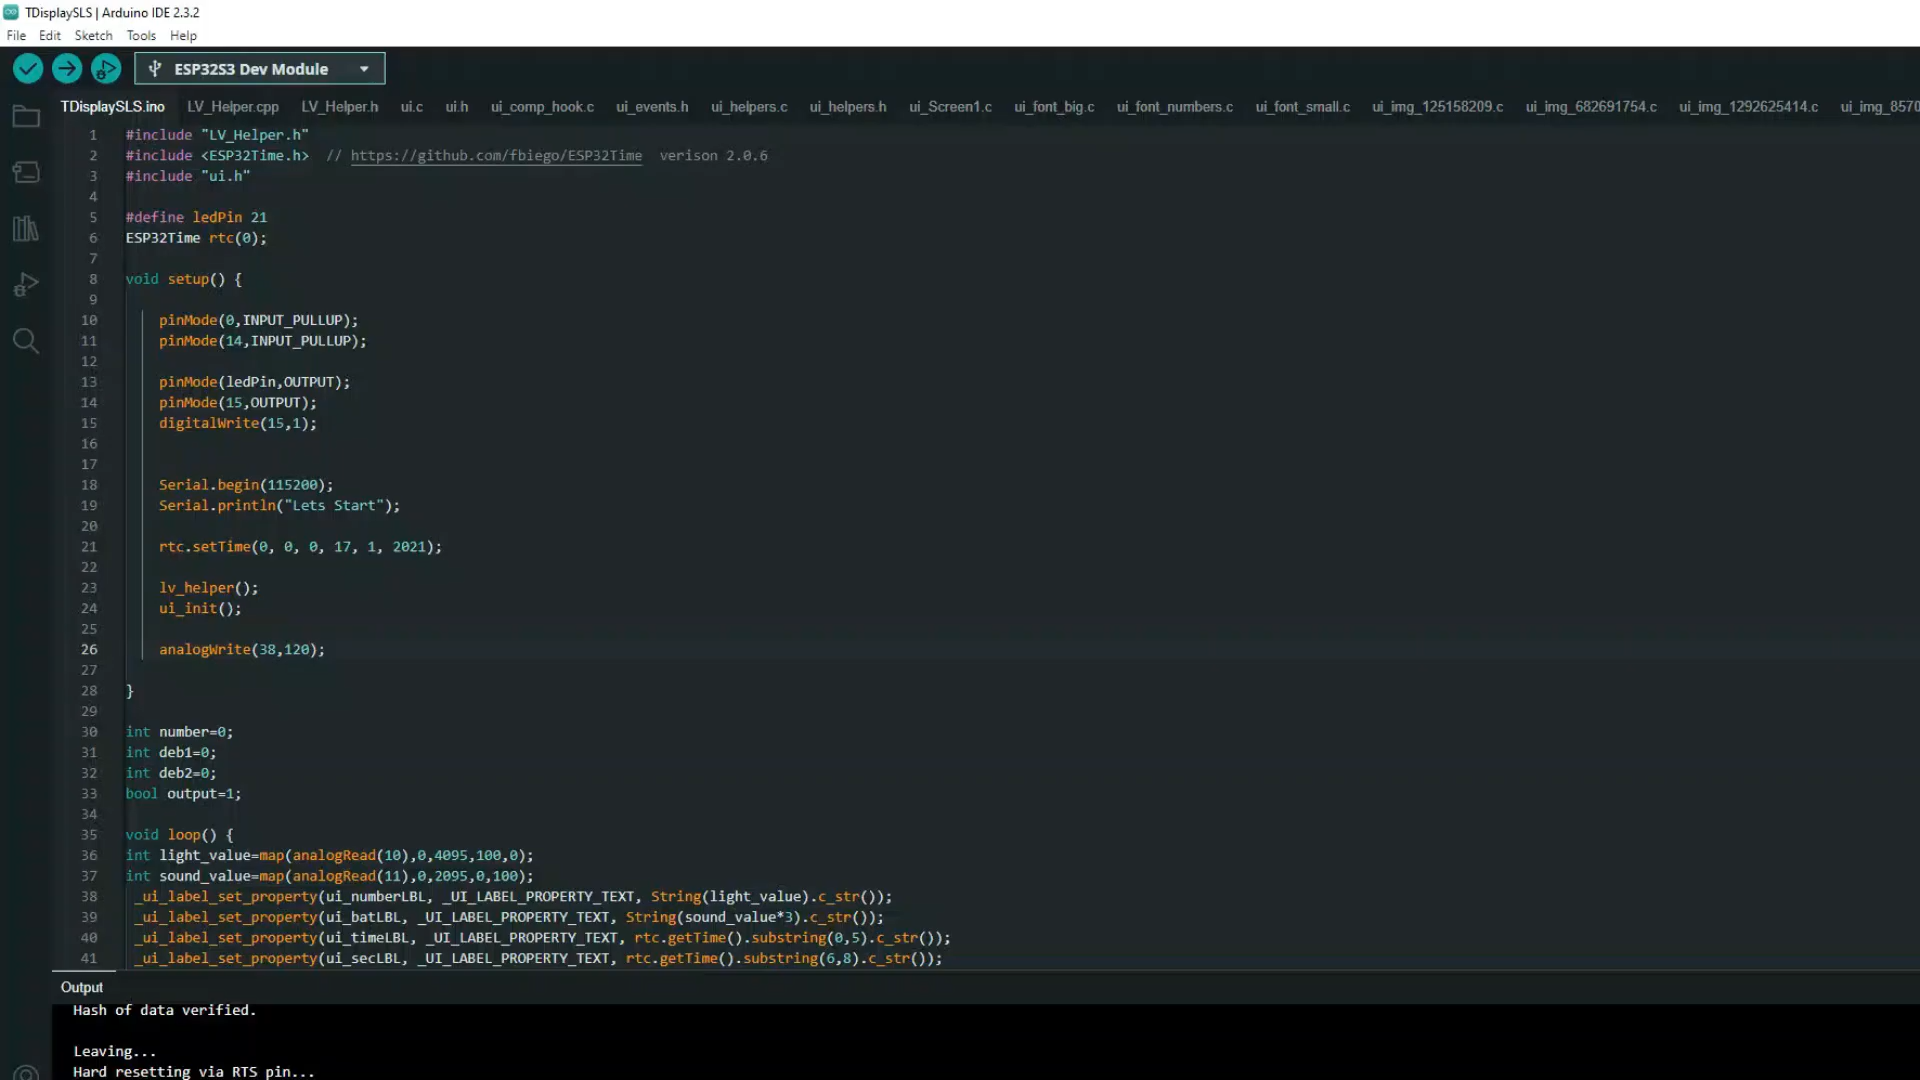 TDisplaySLS | Arduino IDE 2.3.2
File Edit Sketch Tools Help
ESP32S3 Dev Module
TDisplaySLS.ino LV_Helper.cpp LV_Helper.h ui.c ui.h ui_comp_hook.c ui_events.h ui_helpers.c ui_helpers.h ui_Screen1.c ui_font_big.c ui_font_numbers.c ui_font_small.c ui_img_125158209.c ui_img_682691754.c ui_img_1292625414.c ui_img_8570
1 #include "LV_Helper.h"
2 #include <ESP32Time.h> // https://github.com/fbiego/ESP32Time verison 2.0.6
3 #include "ui.h"
4
5 #define ledPin 21
6 ESP32Time rtc(0);
7
8 void setup() {
9
10 pinMode(0,INPUT_PULLUP);
11 pinMode(14,INPUT_PULLUP);
12
13 pinMode(ledPin,OUTPUT);
14 pinMode(15,OUTPUT);
15 digitalWrite(15,1);
16
17
18 Serial.begin(115200);
19 Serial.println("Lets Start");
20
21 rtc.setTime(0, 0, 0, 17, 1, 2021);
22
23 lv_helper();
24 ui_init();
25
26 analogWrite(38,120);
27
28 }
29
30 int number=0;
31 int deb1=0;
32 int deb2=0;
33 bool output=1;
34
35 void loop() {
36 int light_value=map(analogRead(10),0,4095,100,0);
37 int sound_value=map(analogRead(11),0,2095,0,100);
38 _ui_label_set_property(ui_numberLBL, _UI_LABEL_PROPERTY_TEXT, String(light_value).c_str());
39 _ui_label_set_property(ui_batLBL, _UI_LABEL_PROPERTY_TEXT, String(sound_value*3).c_str());
40 _ui_label_set_property(ui_timeLBL, _UI_LABEL_PROPERTY_TEXT, rtc.getTime().substring(0,5).c_str());
41 _ui_label_set_property(ui_secLBL, _UI_LABEL_PROPERTY_TEXT, rtc.getTime().substring(6,8).c_str());
Output
Hash of data verified.
Leaving...
Hard resetting via RTS pin...